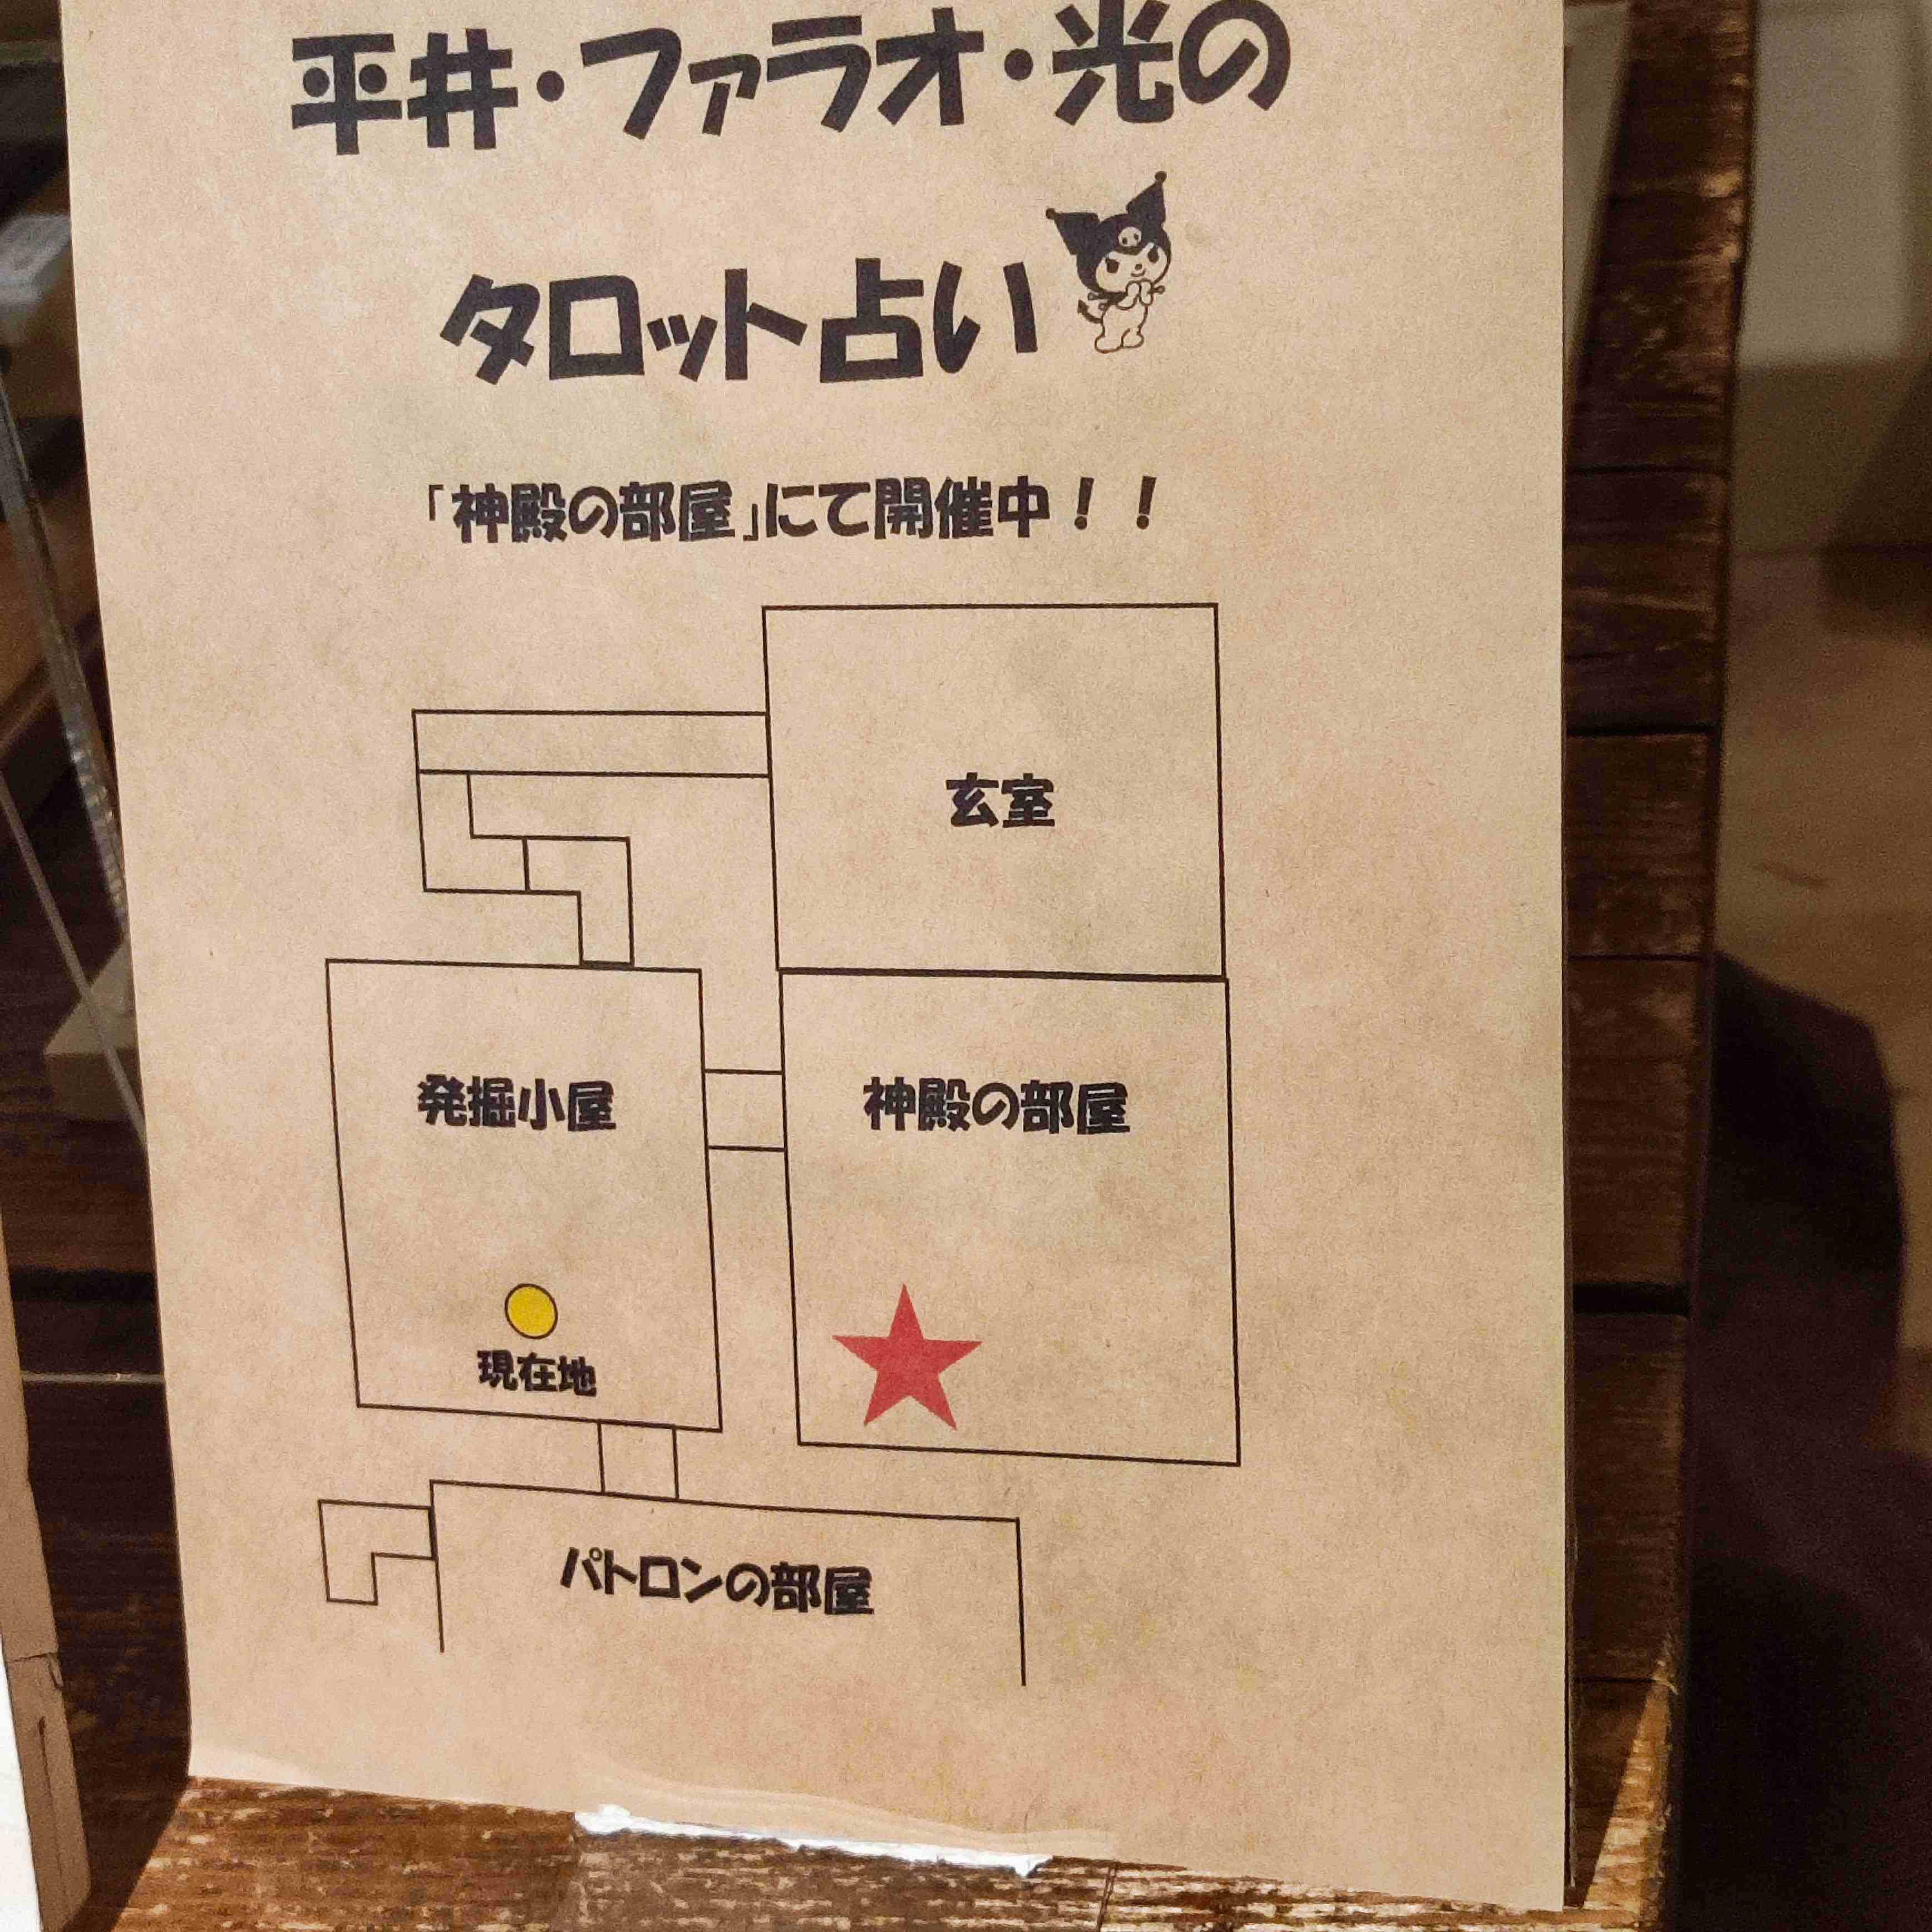 平井・ファラオ・光の
タロット占い
「神殿の部屋」にて開催中！！
玄室
発掘小屋
神殿の部屋
現在地
パトロンの部屋